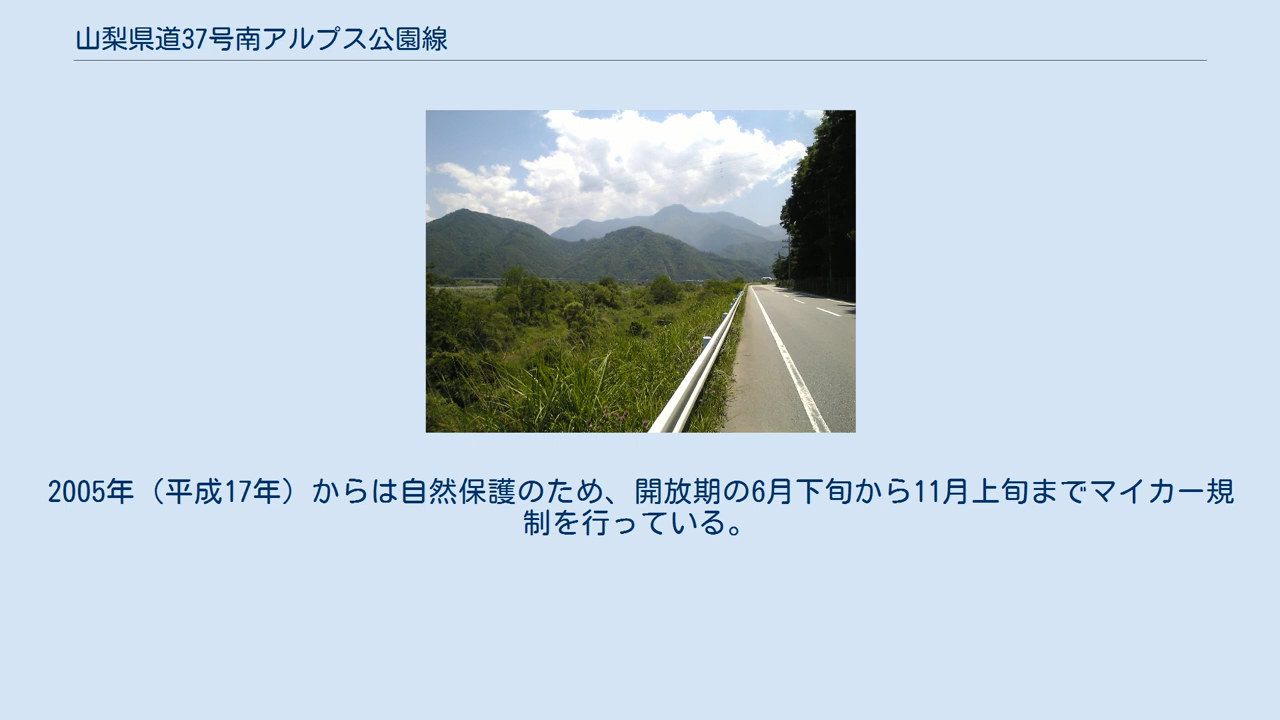 山梨県道37号南アルプス公園線
2005年（平成17年）からは自然保護のため、開放期の6月下旬から11月上旬までマイカー規
制を行っている。